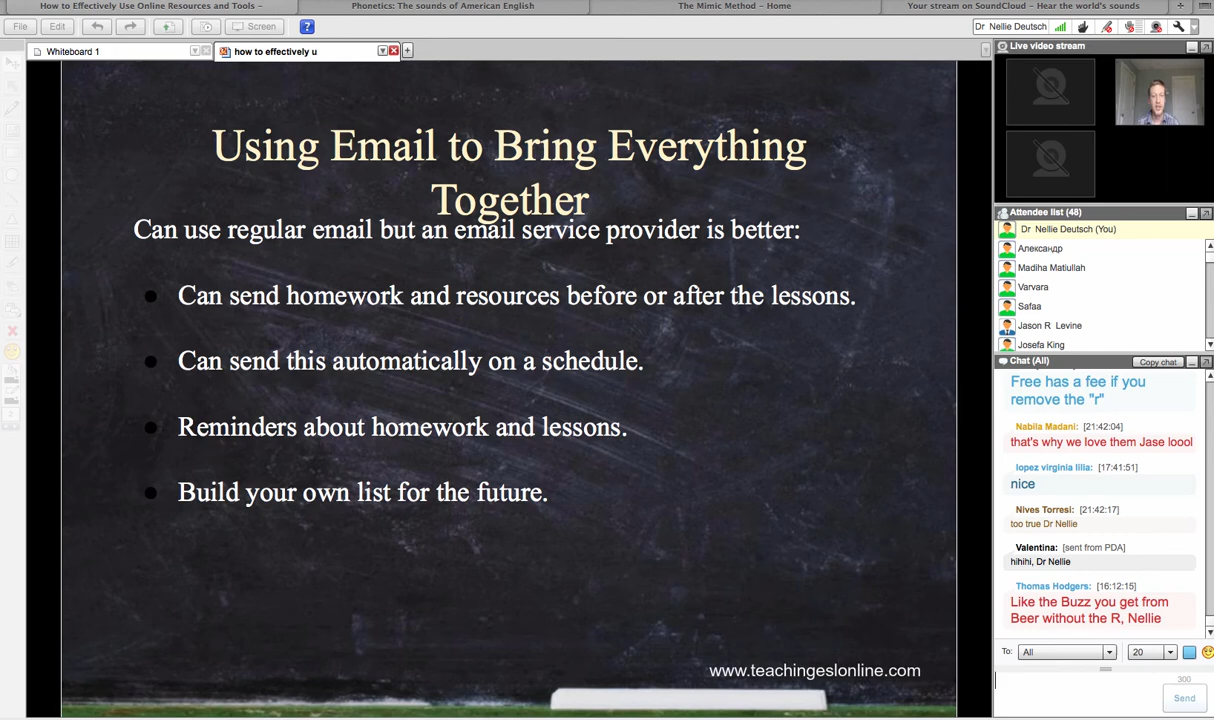 How to Effectively Use Online Resources and Tools –
Phonetics: The sounds of American English
The Mimic Method – Home
Your stream on SoundCloud – Hear the world's sounds
File
Edit
Screen
?
Dr Nellie Deutsch
Whiteboard 1
how to effectively u
Using Email to Bring Everything
Together
Can use regular email but an email service provider is better:
Can send homework and resources before or after the lessons.
Can send this automatically on a schedule.
Reminders about homework and lessons.
Build your own list for the future.
www.teachingeslonline.com
Live video stream
Attendee list (48)
Dr Nellie Deutsch (You)
Александр
Madiha Matiullah
Varvara
Safaa
Jason R Levine
Josefa King
Chat (All)
Copy chat
Free has a fee if you
remove the "r"
Nabila Madani: [21:42:04]
that's why we love them Jase loool
lopez virginia lilla: [17:41:51]
nice
Nives Torresi: [21:42:17]
too true Dr Nellie
Valentina: [sent from PDA]
hihihi, Dr Nellie
Thomas Hodgers: [16:12:15]
Like the Buzz you get from
Beer without the R, Nellie
To: All 20
300
Send